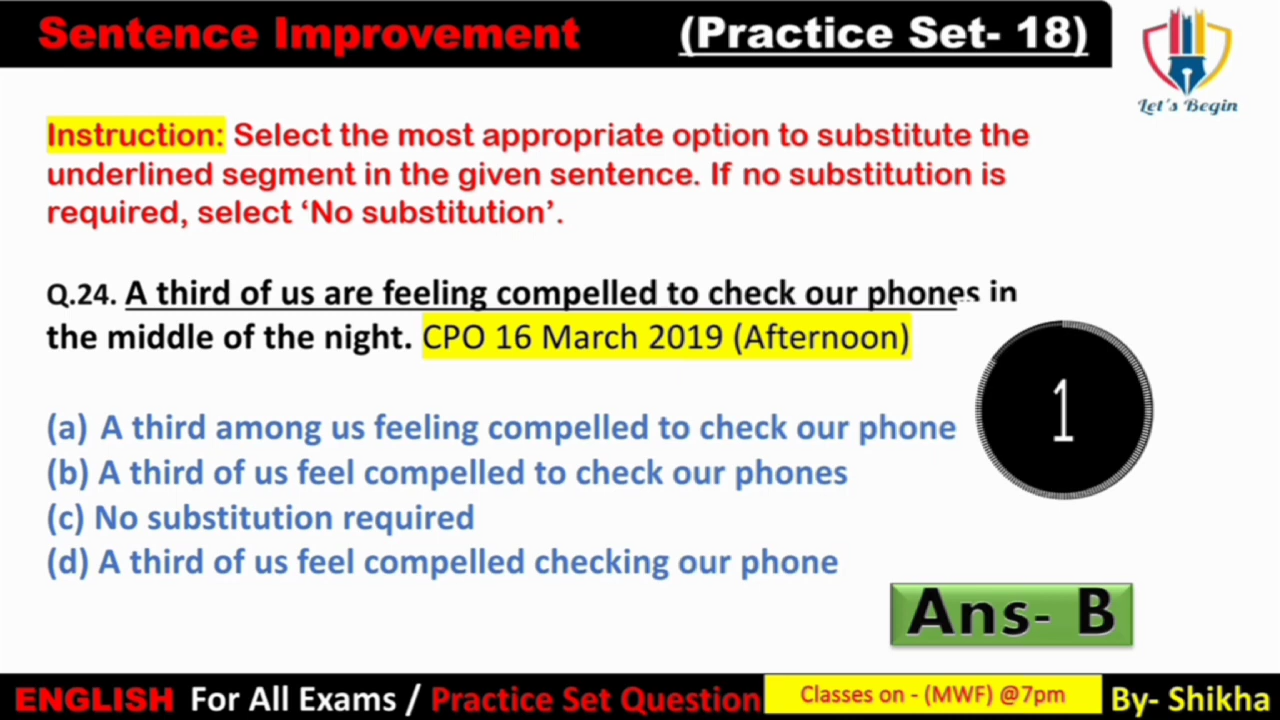 Sentence Improvement (Practice Set- 18)
Let's Begin
Instruction: Select the most appropriate option to substitute the
underlined segment in the given sentence. If no substitution is
required, select ‘No substitution’.
Q.24. A third of us are feeling compelled to check our phones in
the middle of the night. CPO 16 March 2019 (Afternoon)
1
(a) A third among us feeling compelled to check our phone
(b) A third of us feel compelled to check our phones
(c) No substitution required
(d) A third of us feel compelled checking our phone
Ans- B
ENGLISH For All Exams / Practice Set Question Classes on - (MWF) @7pm By- Shikha